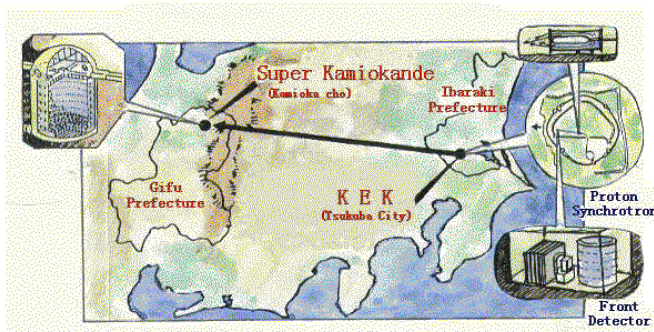 Super Kamiokande
(Kamioka cho)
Ibaraki
Prefecture
Gifu
Prefecture
K E K
(Tsukuba City)
Proton
Synchrotron
Front
Detector